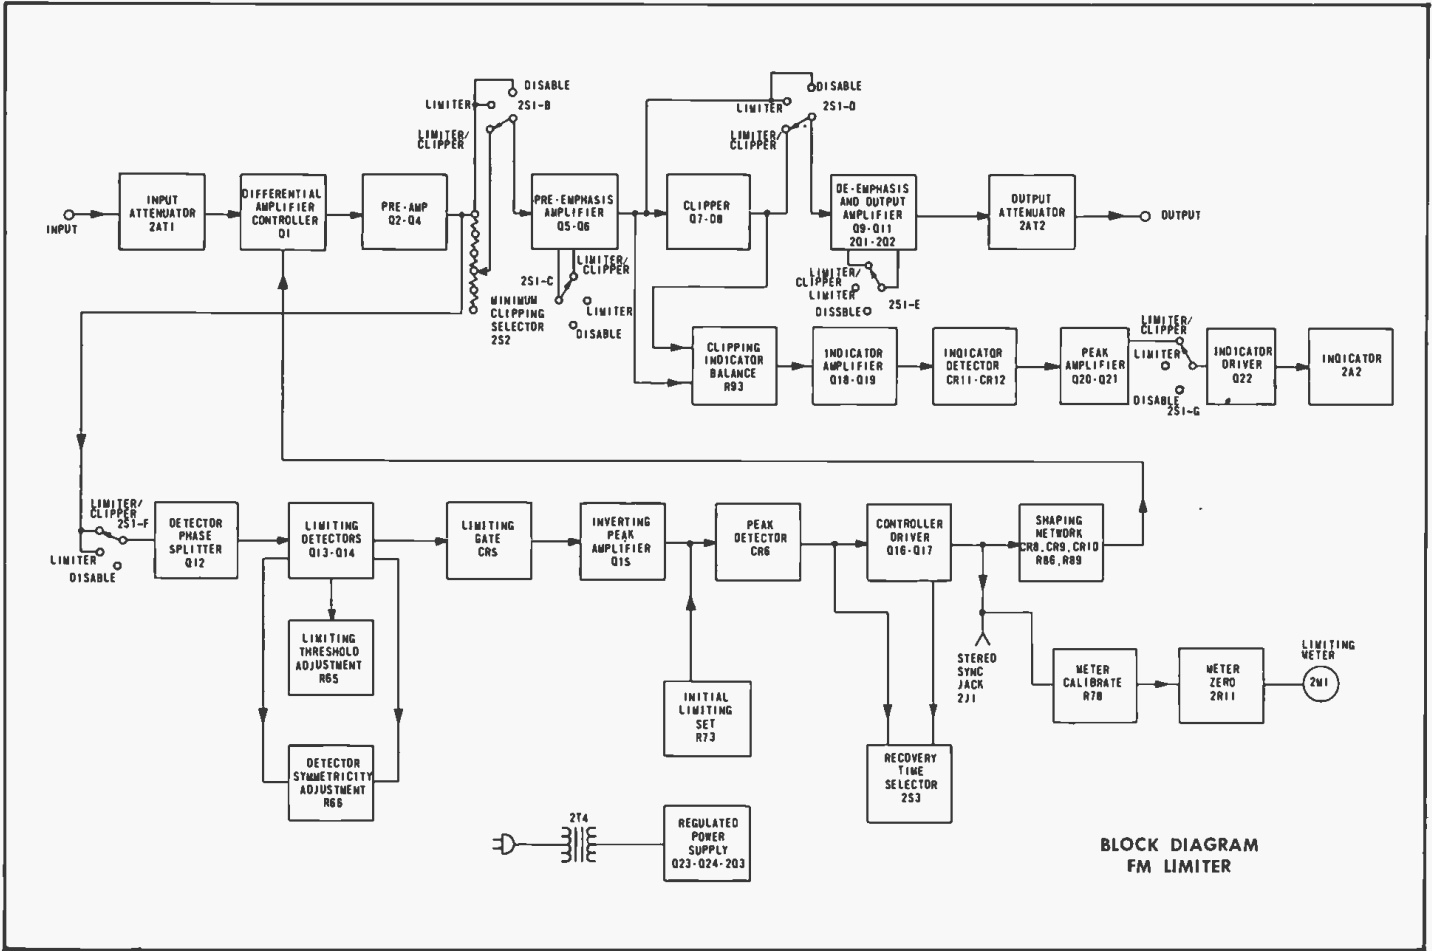 DISABLE
LIMITER
2S1-B
LIMITER/
CLIPPER
DISABLE
LIMITER
2S1-D
LIMITER/
CLIPPER
INPUT
INPUT
ATTENUATOR
2AT1
DIFFERENTIAL
AMPLIFIER
CONTROLLER
Q1
PRE-AMP
Q2-Q4
PRE-EMPHASIS
AMPLIFIER
Q5-Q6
CLIPPER
Q7-Q8
DE-EMPHASIS
AND OUTPUT
AMPLIFIER
Q9-Q11
2Q1-2Q2
OUTPUT
ATTENUATOR
2AT2
OUTPUT
2S1-C
LIMITER/
CLIPPER
LIMITER
DISABLE
MINIMUM
CLIPPING
SELECTOR
2S2
LIMITER/
CLIPPER
LIMITER
DISSBLE
2S1-E
CLIPPING
INDICATOR
BALANCE
R93
INDICATOR
AMPLIFIER
Q18-Q19
INDICATOR
DETECTOR
CR11-CR12
PEAK
AMPLIFIER
Q20-Q21
LIMITER/
CLIPPER
LIMITER
DISABLE
2S1-G
INDICATOR
DRIVER
Q22
INDICATOR
2A2
LIMITER/
CLIPPER
2S1-F
LIMITER
DISABLE
DETECTOR
PHASE
SPLITTER
Q12
LIMITING
DETECTORS
Q13-Q14
LIMITING
GATE
CR5
INVERTING
PEAK
AMPLIFIER
Q15
PEAK
DETECTOR
CR6
CONTROLLER
DRIVER
Q16-Q17
SHAPING
NETWORK
CR8,CR9,CR10
R86,R89
LIMITING
THRESHOLD
ADJUSTMENT
R65
DETECTOR
SYMMETRICITY
ADJUSTMENT
R66
INITIAL
LIMITING
SET
R73
STEREO
SYNC
JACK
2J1
METER
CALIBRATE
R78
METER
ZERO
2R11
LIMITING
METER
2M1
RECOVERY
TIME
SELECTOR
2S3
2T4
REGULATED
POWER
SUPPLY
Q23-Q24-2Q3
BLOCK DIAGRAM
FM LIMITER